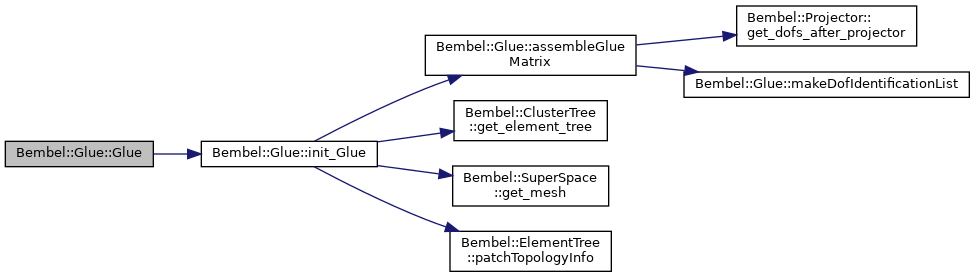 Bembel::Glue::Glue
Bembel::Glue::init_Glue
Bembel::Glue::assembleGlue
Matrix
Bembel::Projector::
get_dofs_after_projector
Bembel::Glue::makeDofIdentificationList
Bembel::ClusterTree
::get_element_tree
Bembel::SuperSpace
::get_mesh
Bembel::ElementTree
::patchTopologyInfo